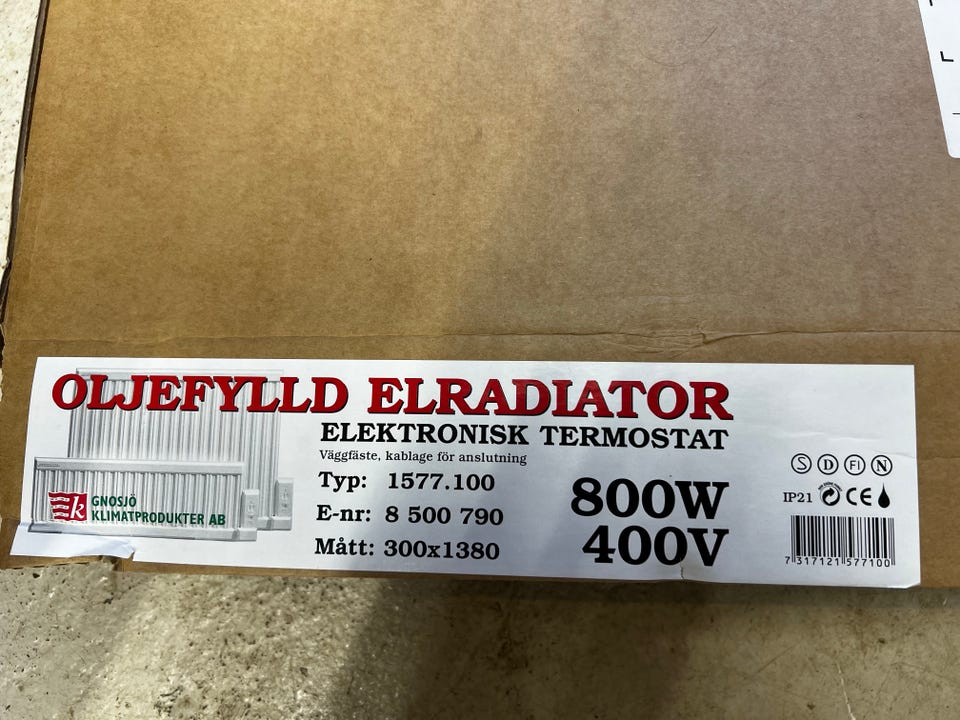 OLJEFYLLD ELRADIATOR
ELEKTRONISK TERMOSTAT
Väggfäste, kablage för anslutning
Typ: 1577.100
E-nr: 8 500 790
Mått: 300x1380
800W
400V
k GNOSJÖ
KLIMATPRODUKTER AB
S D FI N
IP21 CE
7 317121 577100